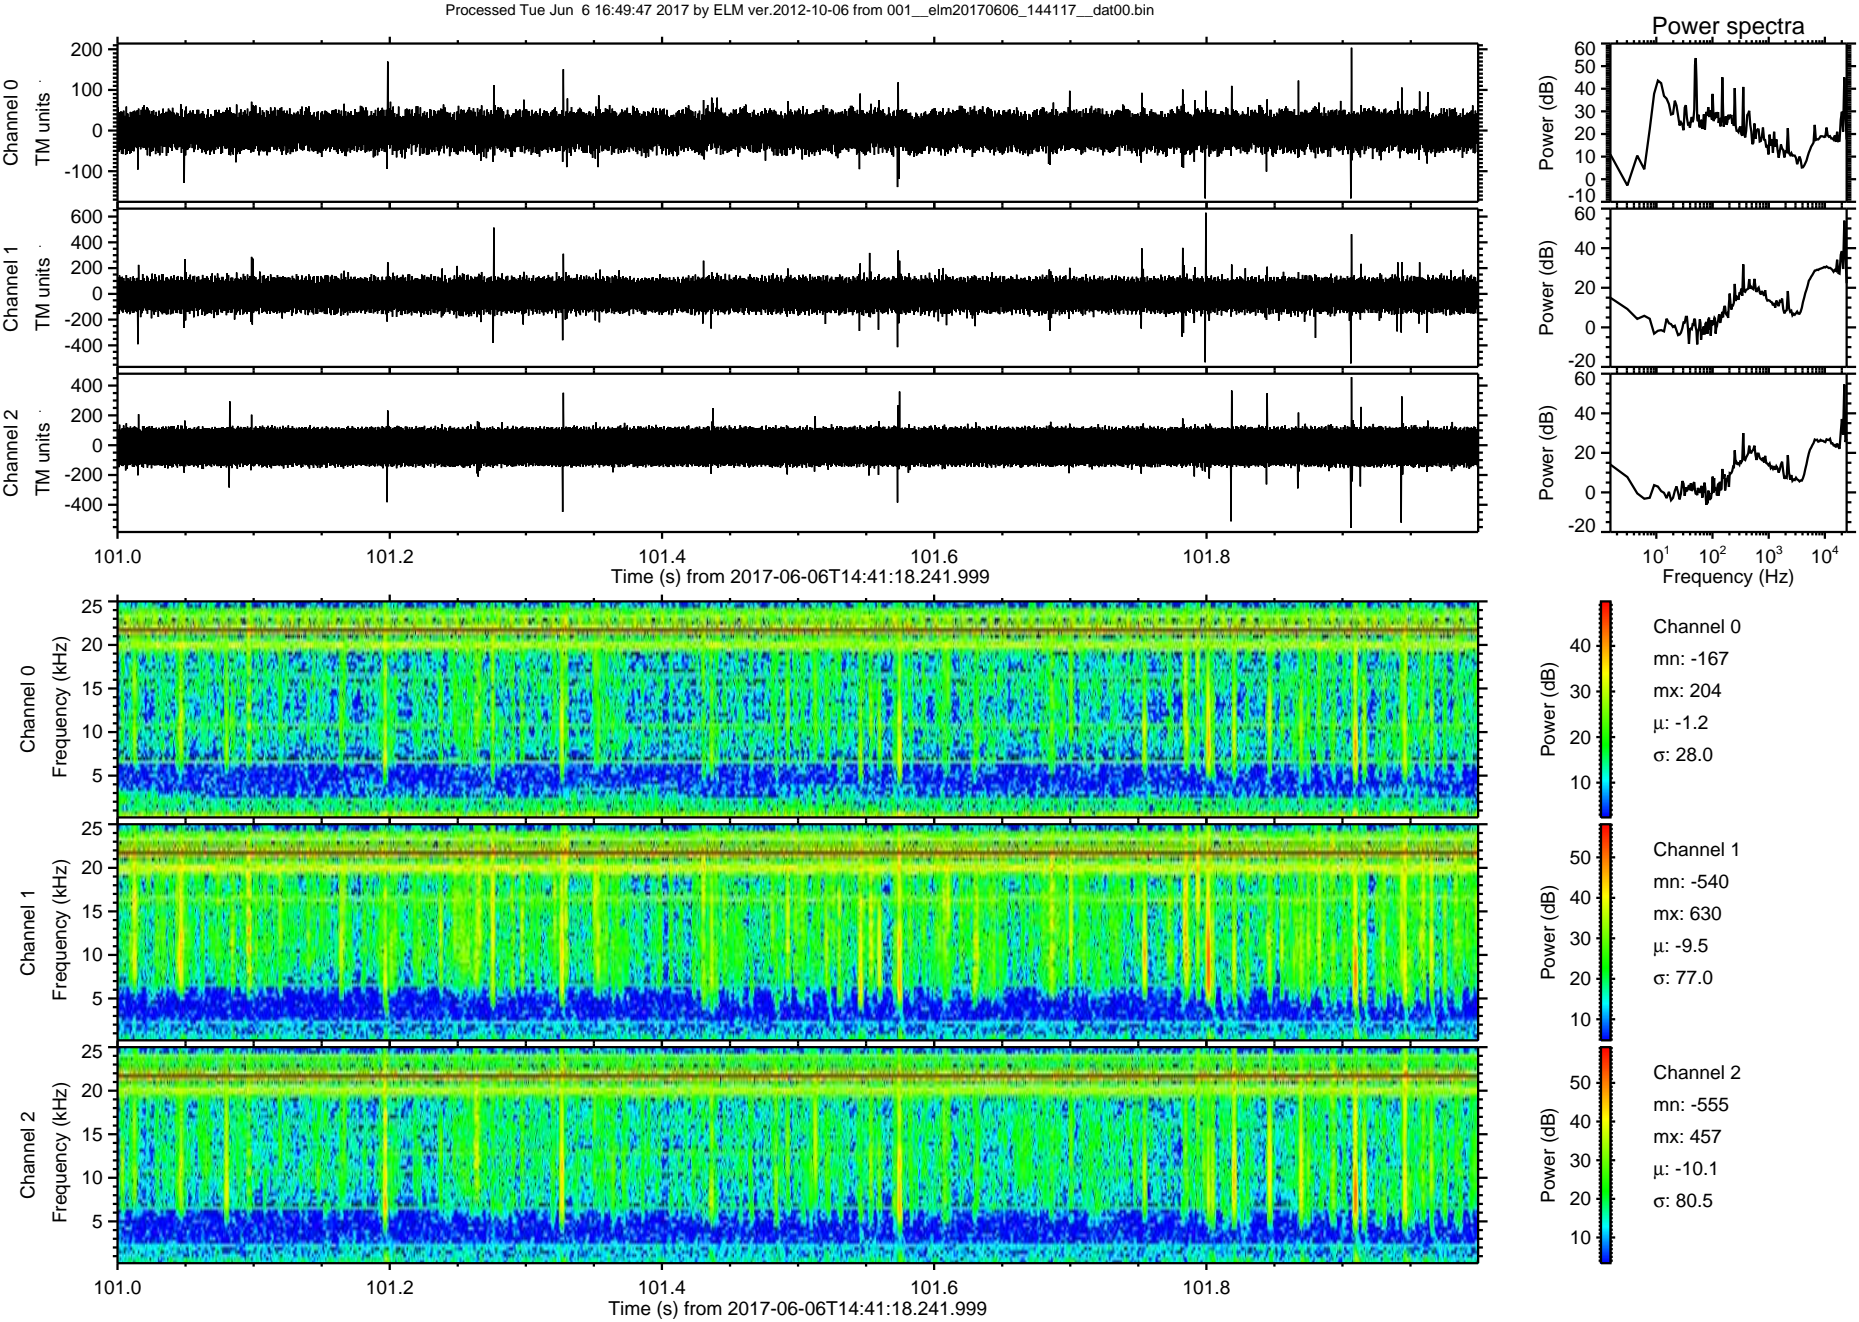 Processed Tue Jun  6 16:49:47 2017 by ELM ver.2012-10-06 from 001__elm20170606_144117__dat00.bin
Power spectra
Channel 0
TM units
200
100
0
-100
Power (dB)
60
50
40
30
20
10
0
-10
Channel 1
TM units
600
400
200
0
-200
-400
Power (dB)
60
40
20
0
-20
Channel 2
TM units
400
200
0
-200
-400
Power (dB)
60
40
20
0
-20
101.0 101.2 101.4 101.6 101.8
Time (s) from 2017-06-06T14:41:18.241.999
10^1 10^2 10^3 10^4
Frequency (Hz)
Channel 0
Frequency (kHz)
25
20
15
10
5
Power (dB)
40
30
20
10
Channel 0
mn: -167
mx: 204
μ: -1.2
σ: 28.0
Channel 1
Frequency (kHz)
25
20
15
10
5
Power (dB)
50
40
30
20
10
Channel 1
mn: -540
mx: 630
μ: -9.5
σ: 77.0
Channel 2
Frequency (kHz)
25
20
15
10
5
Power (dB)
50
40
30
20
10
Channel 2
mn: -555
mx: 457
μ: -10.1
σ: 80.5
101.0 101.2 101.4 101.6 101.8
Time (s) from 2017-06-06T14:41:18.241.999